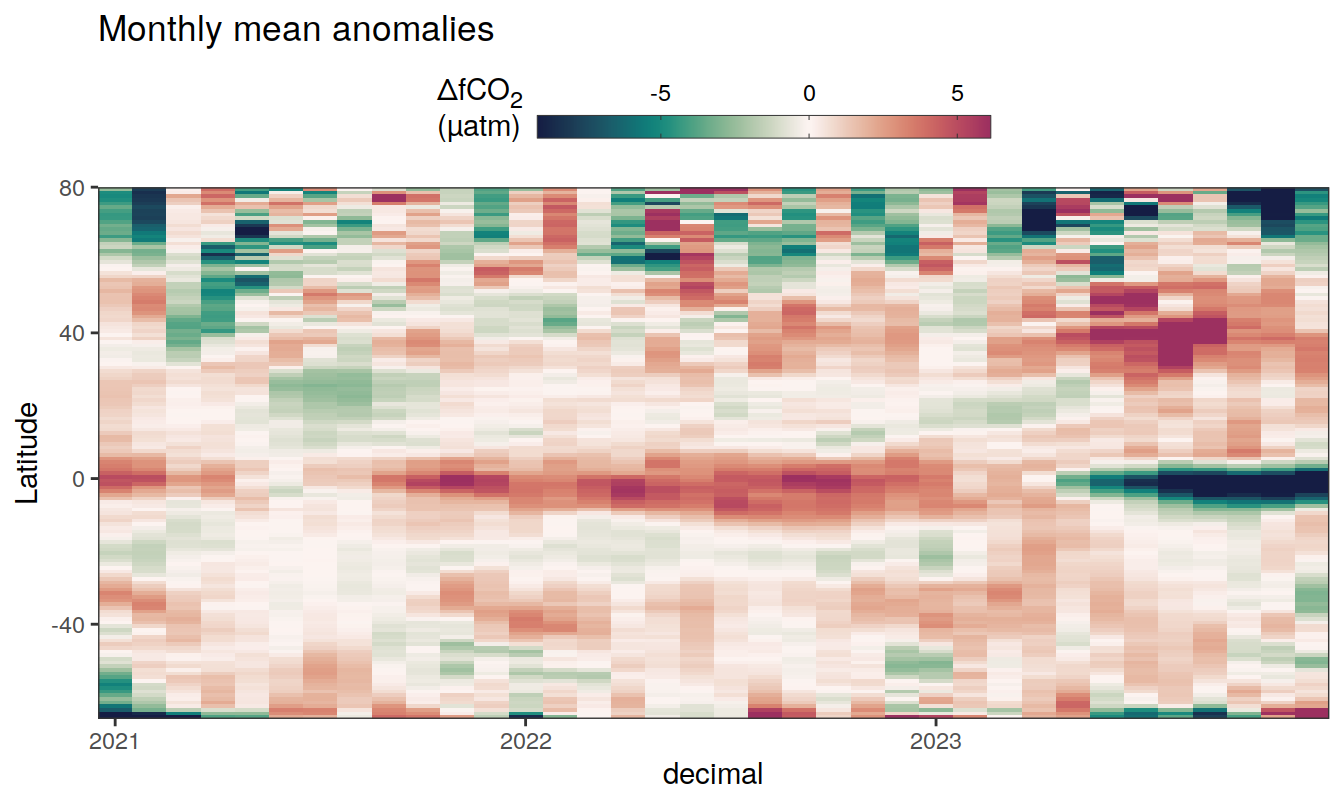 Monthly mean anomalies
ΔfCO₂
(µatm)
-5 0 5
80
40
0
-40
Latitude
2021 2022 2023
decimal